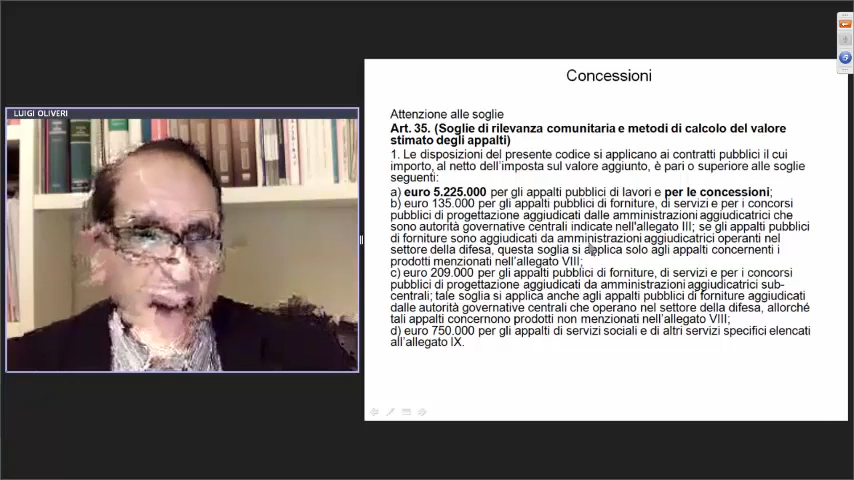 LUIGI OLIVERI
Concessioni
Attenzione alle soglie
Art. 35. (Soglie di rilevanza comunitaria e metodi di calcolo del valore
stimato degli appalti)
1. Le disposizioni del presente codice si applicano ai contratti pubblici il cui
importo, al netto dell'imposta sul valore aggiunto, è pari o superiore alle soglie
seguenti:
a) euro 5.225.000 per gli appalti pubblici di lavori e per le concessioni;
b) euro 135.000 per gli appalti pubblici di forniture, di servizi e per i concorsi
pubblici di progettazione aggiudicati dalle amministrazioni aggiudicatrici che
sono autorità governative centrali indicate nell'allegato III; se gli appalti pubblici
di forniture sono aggiudicati da amministrazioni aggiudicatrici operanti nel
settore della difesa, questa soglia si applica solo agli appalti concernenti i
prodotti menzionati nell'allegato VIII;
c) euro 209.000 per gli appalti pubblici di forniture, di servizi e per i concorsi
pubblici di progettazione aggiudicati da amministrazioni aggiudicatrici sub-
centrali; tale soglia si applica anche agli appalti pubblici di forniture aggiudicati
dalle autorità governative centrali che operano nel settore della difesa, allorché
tali appalti concernono prodotti non menzionati nell'allegato VIII;
d) euro 750.000 per gli appalti di servizi sociali e di altri servizi specifici elencati
all'allegato IX.